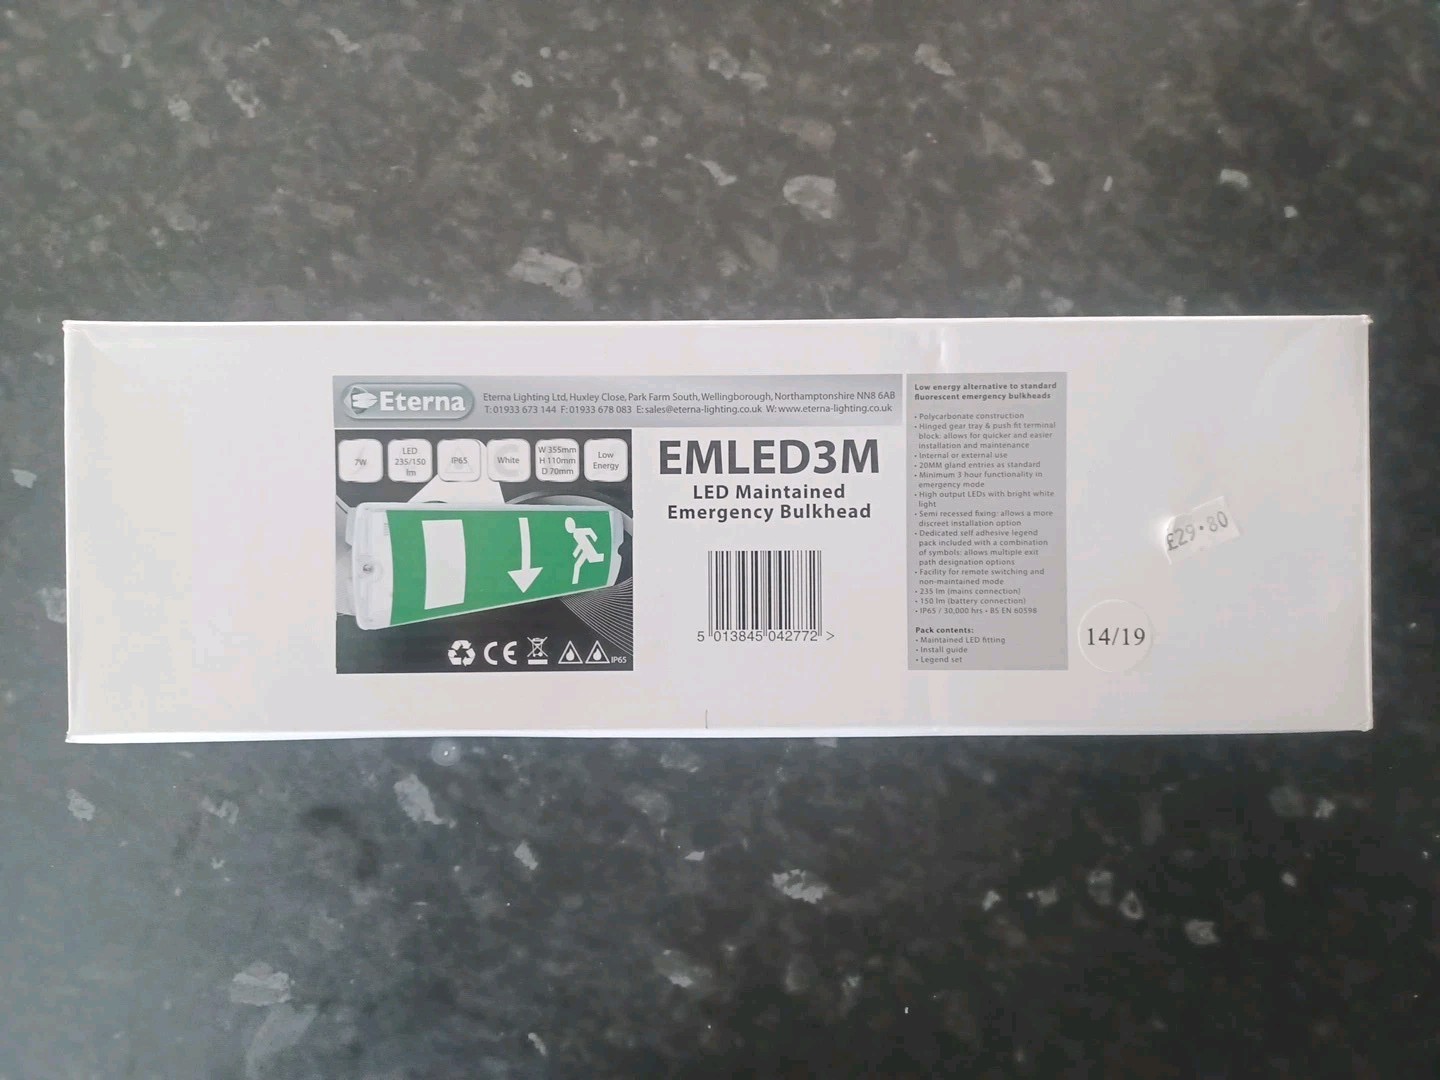 Eterna
Eterna Lighting Ltd, Huxley Close, Park Farm South, Wellingborough, Northamptonshire NN8 6AB
T: 01933 673 144 F: 01933 678 083 E: sales@eterna-lighting.co.uk W: www.eterna-lighting.co.uk
7W
LED
235/150
lm
IP65
White
W 355mm
H 110mm
D 70mm
Low
Energy
CE
IP65
EMLED3M
LED Maintained
Emergency Bulkhead
5 013845 042772 >
Low energy alternative to standard
fluorescent emergency bulkheads
• Polycarbonate construction
• Hinged gear tray & push fit terminal
block: allows for quicker and easier
installation and maintenance
• Internal or external use
• 20MM gland entries as standard
• Minimum 3 hour functionality in
emergency mode
• High output LEDs with bright white
light
• Semi recessed fixing: allows a more
discreet installation option
• Dedicated self adhesive legend
pack included with a combination
of symbols: allows multiple exit
path designation options
• Facility for remote switching and
non-maintained mode
• 235 lm (mains connection)
• 150 lm (battery connection)
• IP65 / 30,000 hrs • BS EN 60598
Pack contents:
• Maintained LED fitting
• Install guide
• Legend set
14/19
£29.80